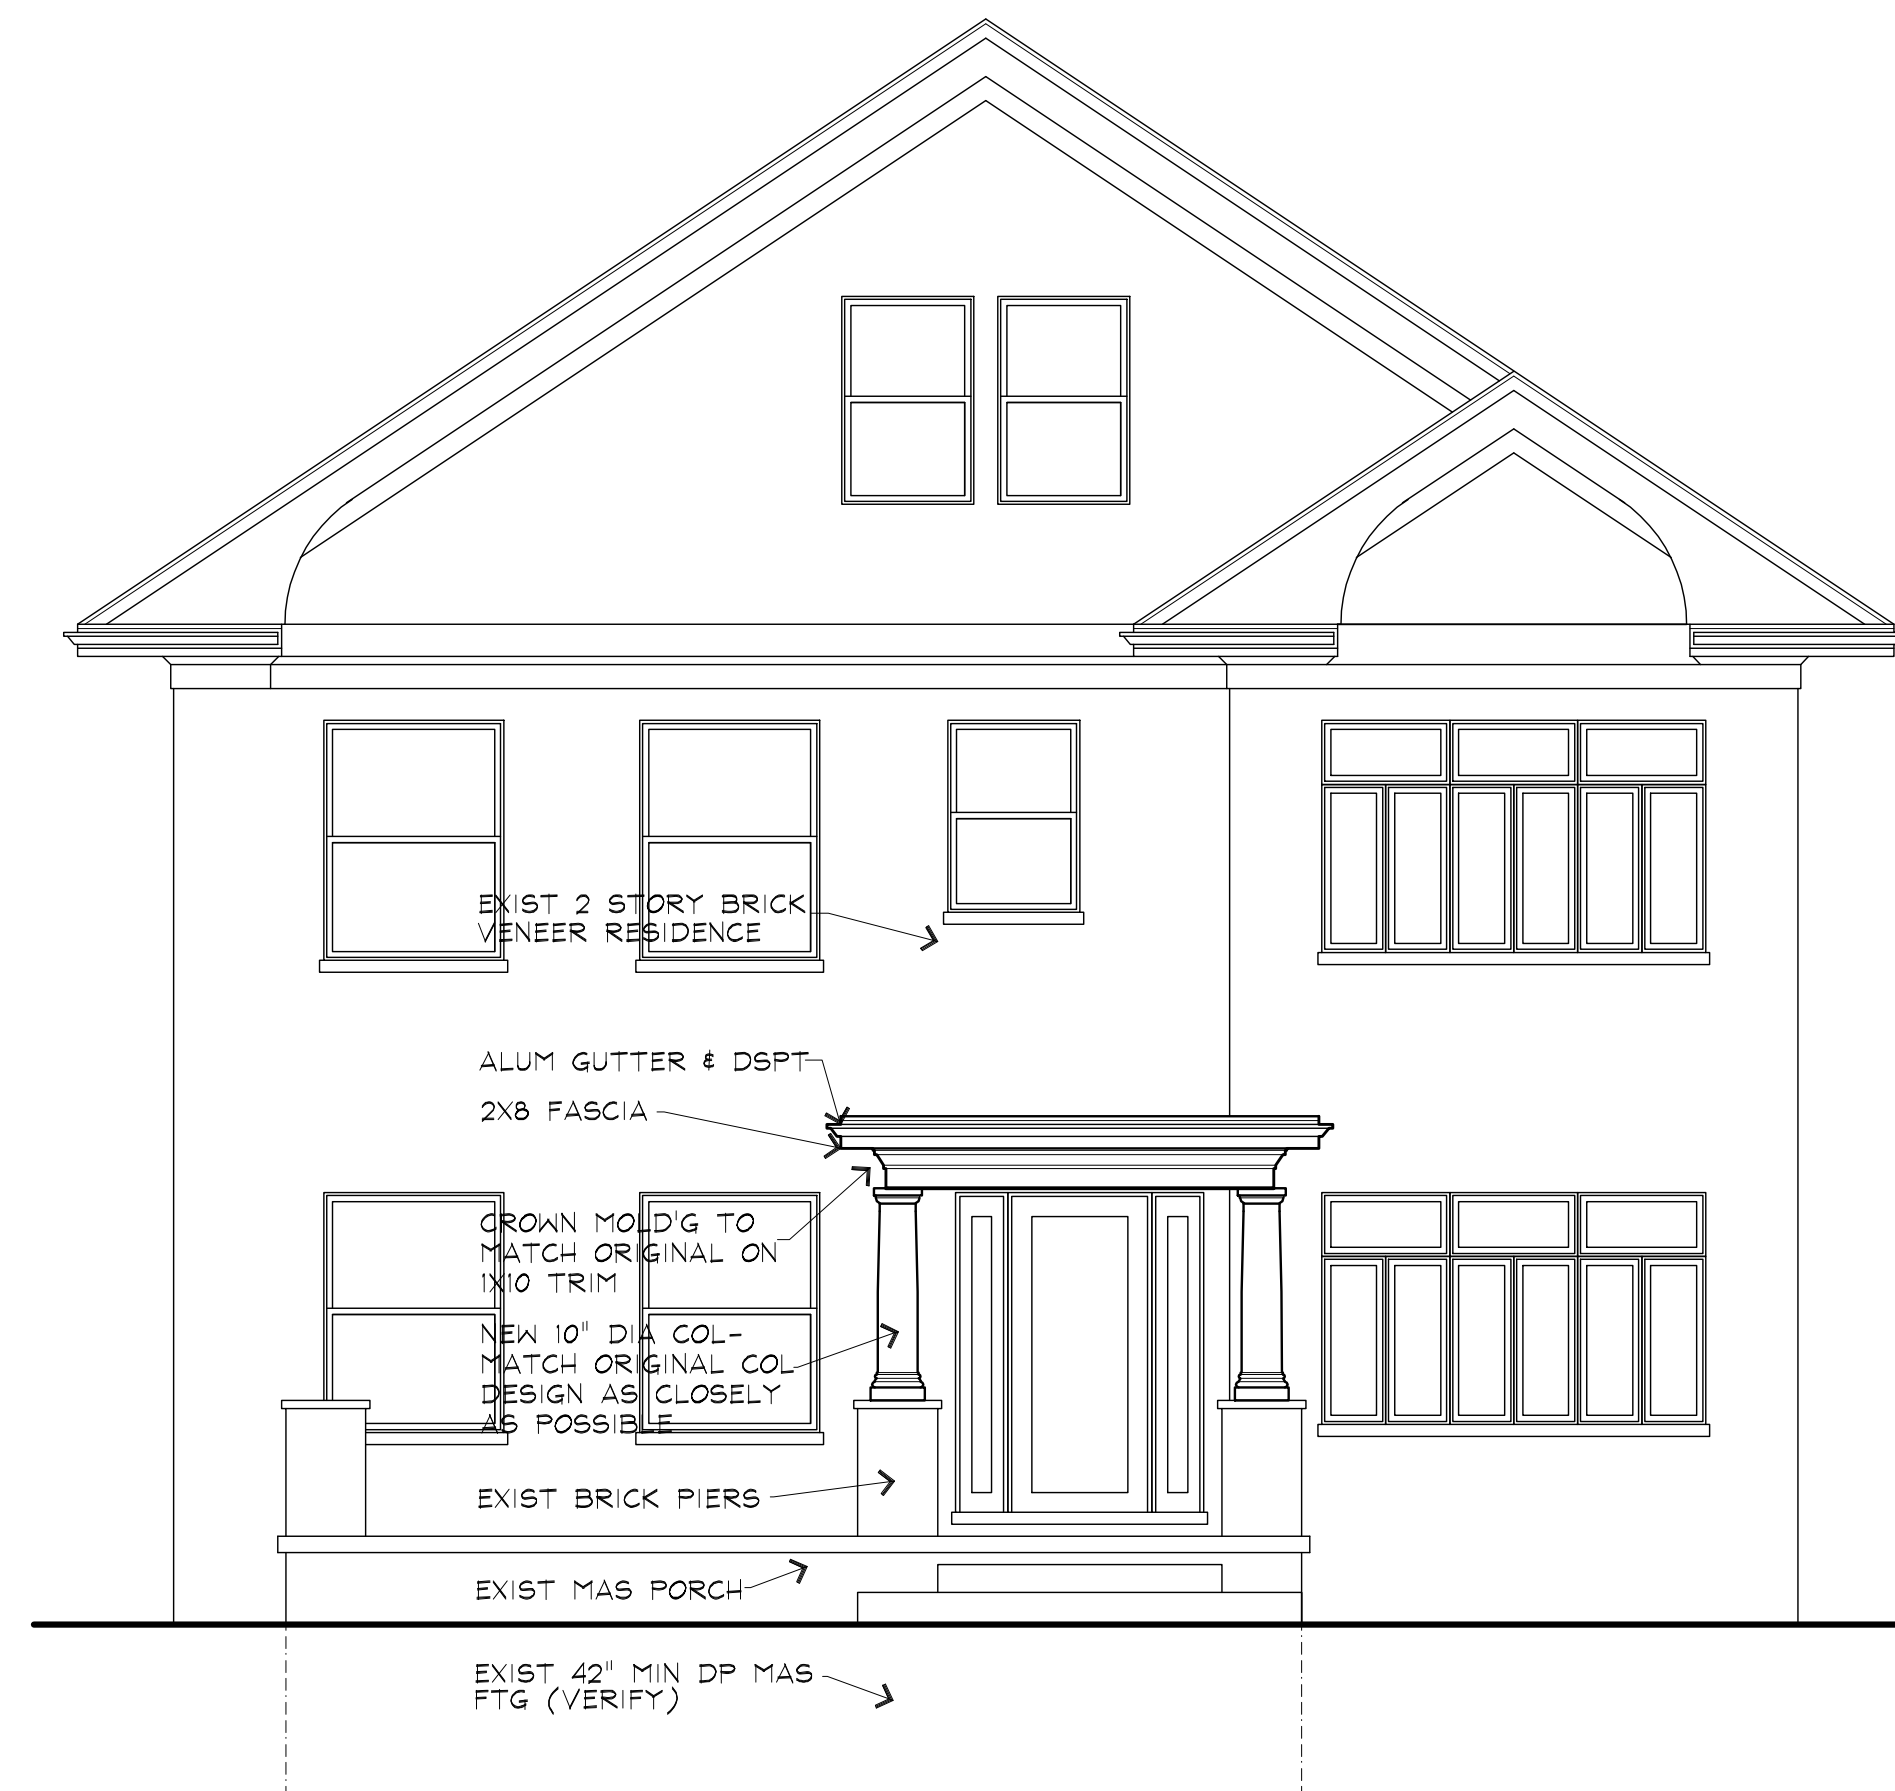 EXIST 2 STORY BRICK
VENEER RESIDENCE
ALUM GUTTER & DSPT
2X8 FASCIA
CROWN MOLD'G TO
MATCH ORIGINAL ON
1X10 TRIM
NEW 10" DIA COL-
MATCH ORIGINAL COL
DESIGN AS CLOSELY
AS POSSIBLE
EXIST BRICK PIERS
EXIST MAS PORCH
EXIST 42" MIN DP MAS
FTG (VERIFY)